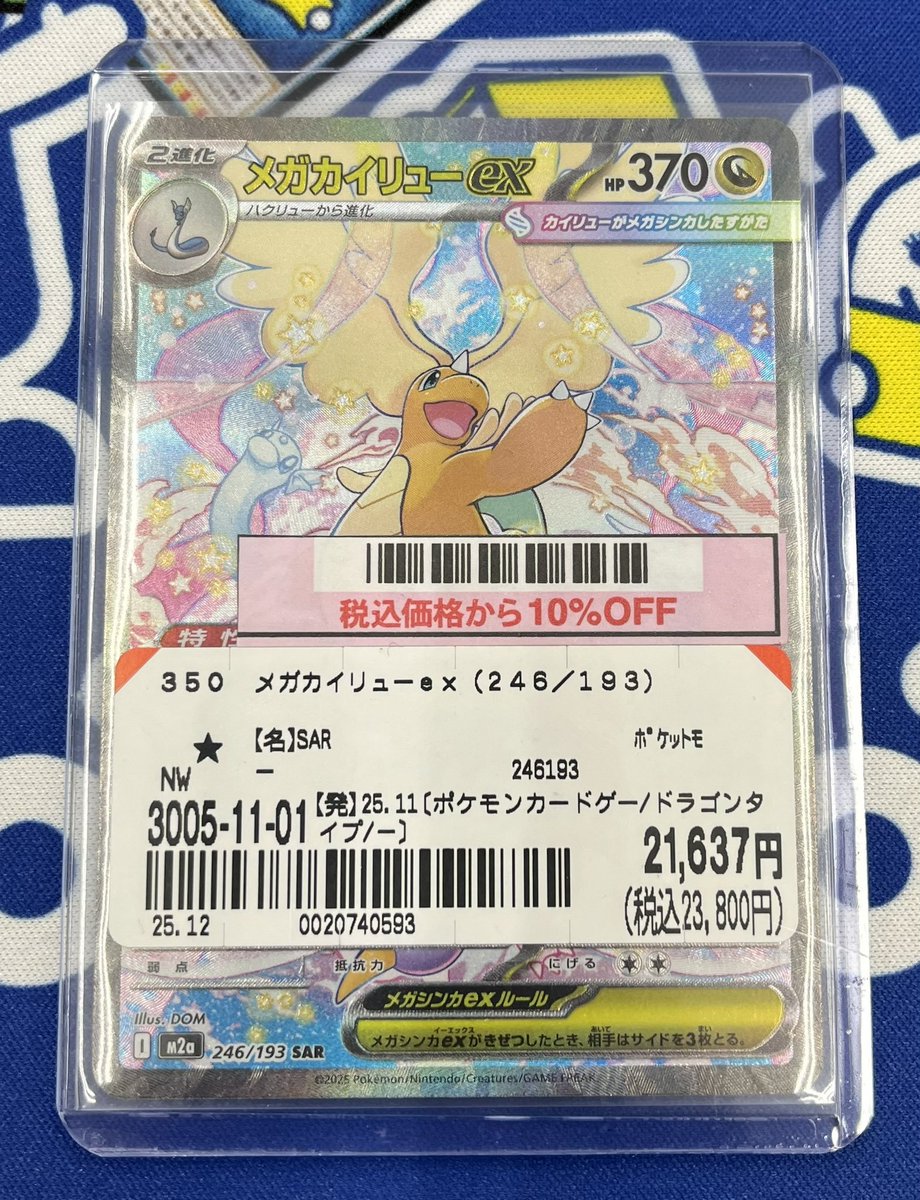 2進化
メガカイリューex
HP370
ハクリューから進化
カイリューがメガシンカしたすがた
税込価格から10%OFF
特性
350 メガカイリューex(246/193)
★ 【名】SAR ポケットモ
NW ー 246193
3005-11-01 【発】25.11〔ポケモンカードゲー/ドラゴンタ
イプ/ー〕
21,637円
(税込23,800円)
25.12 0020740593
弱点 抵抗力 にげる
メガシンカexルール
メガシンカexがきぜつしたとき、相手はサイドを3枚とる。
Illus. DOM
I m2a 246/193 SAR
©2025 Pokémon/Nintendo/Creatures/GAME FREAK